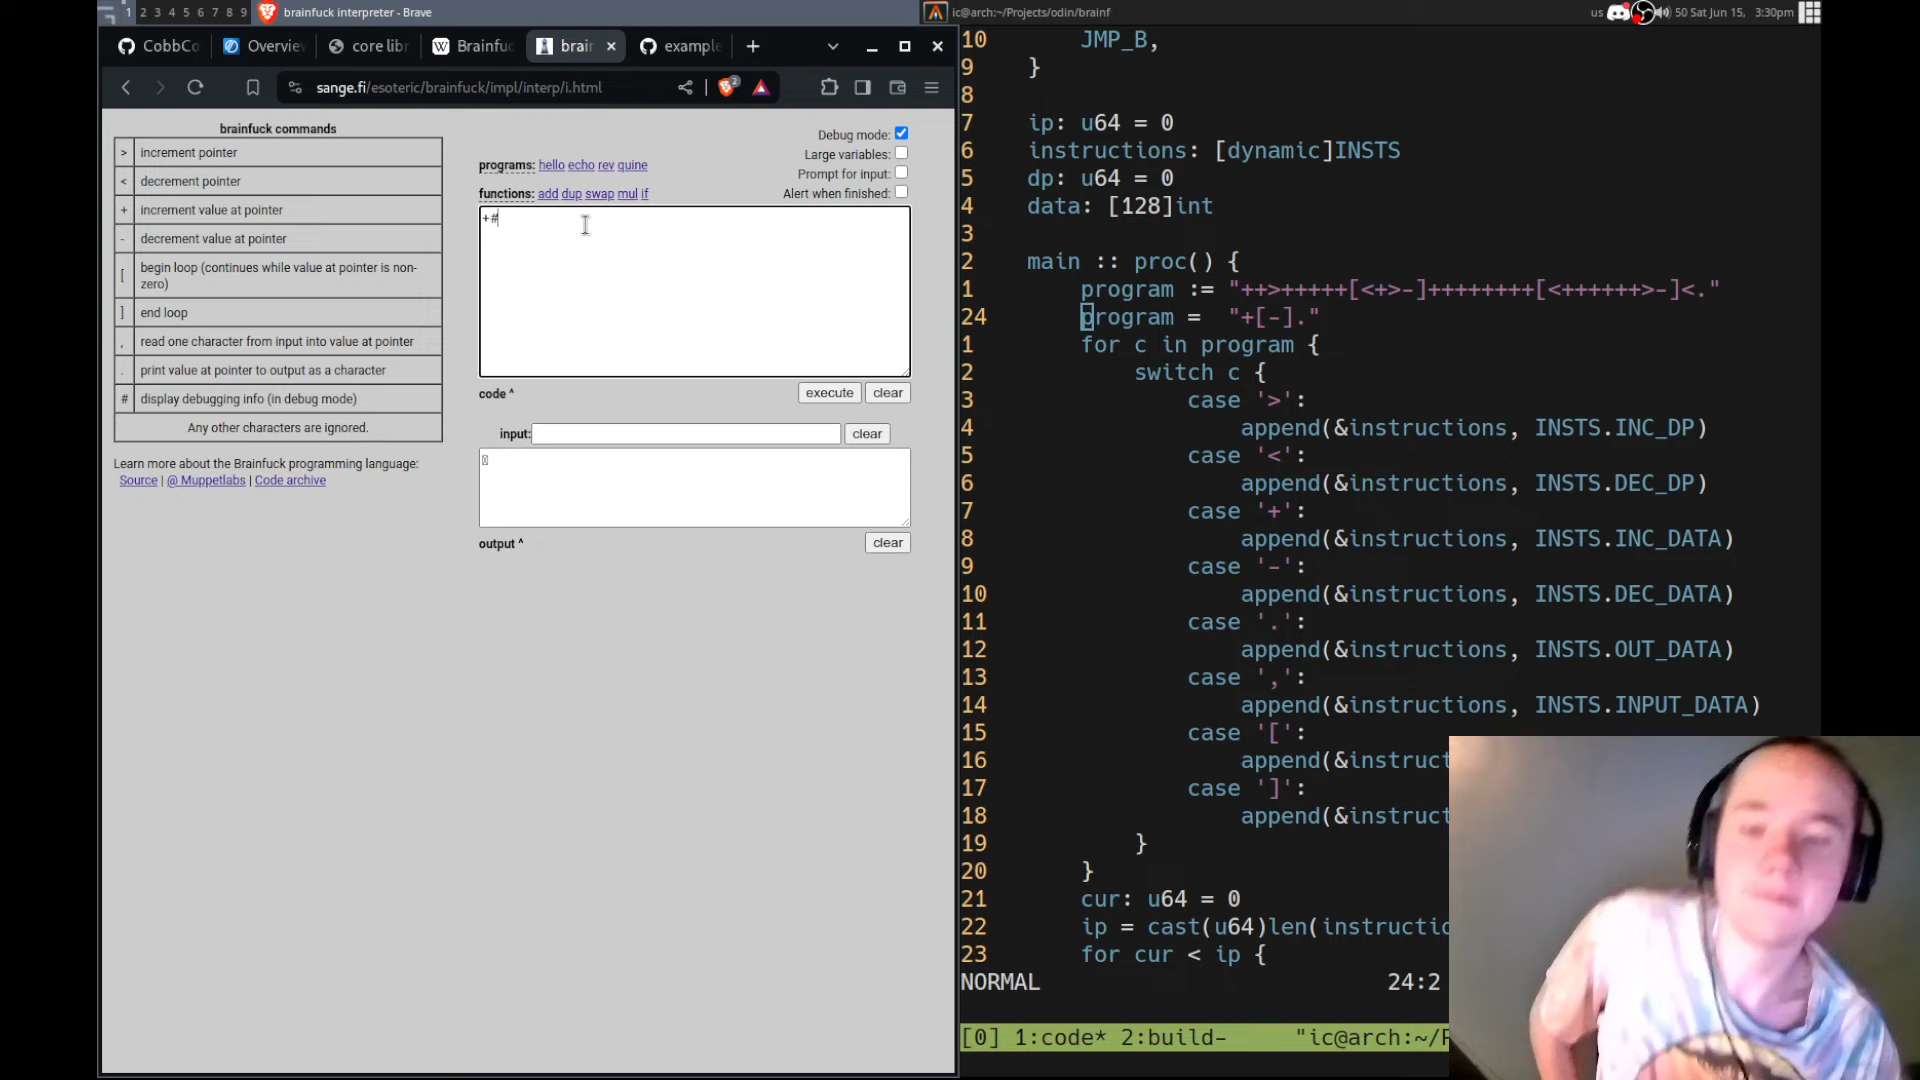 1 2 3 4 5 6 7 8 9 brainfuck interpreter - Brave
ic@arch:~/Projects/odin/brainf
us 50 Sat Jun 15, 3:30pm
CobbCo
Overview
core libr
Brainfuc
brain
example
sange.fi/esoteric/brainfuck/impl/interp/i.html
2
brainfuck commands
> increment pointer
< decrement pointer
+ increment value at pointer
- decrement value at pointer
[ begin loop (continues while value at pointer is non-
zero)
] end loop
, read one character from input into value at pointer
. print value at pointer to output as a character
# display debugging info (in debug mode)
Any other characters are ignored.
Learn more about the Brainfuck programming language:
Source | @ Muppetlabs | Code archive
Debug mode:
Large variables:
Prompt for input:
Alert when finished:
programs: hello echo rev quine
functions: add dup swap mul if
+#
code ^
execute
clear
input:
clear
output ^
clear
10 JMP_B,
9 }
8
7 ip: u64 = 0
6 instructions: [dynamic]INSTS
5 dp: u64 = 0
4 data: [128]int
3
2 main :: proc() {
1 program := "++>+++++[<+>-]++++++++[<++++++>-]<."
24 program = "+[-]."
1 for c in program {
2 switch c {
3 case '>':
4 append(&instructions, INSTS.INC_DP)
5 case '<':
6 append(&instructions, INSTS.DEC_DP)
7 case '+':
8 append(&instructions, INSTS.INC_DATA)
9 case '-':
10 append(&instructions, INSTS.DEC_DATA)
11 case '.':
12 append(&instructions, INSTS.OUT_DATA)
13 case ',':
14 append(&instructions, INSTS.INPUT_DATA)
15 case '[':
16 append(&instruct
17 case ']':
18 append(&instruct
19 }
20 }
21 cur: u64 = 0
22 ip = cast(u64)len(instructio
23 for cur < ip {
NORMAL 24:2
[0] 1:code* 2:build- "ic@arch:~/P